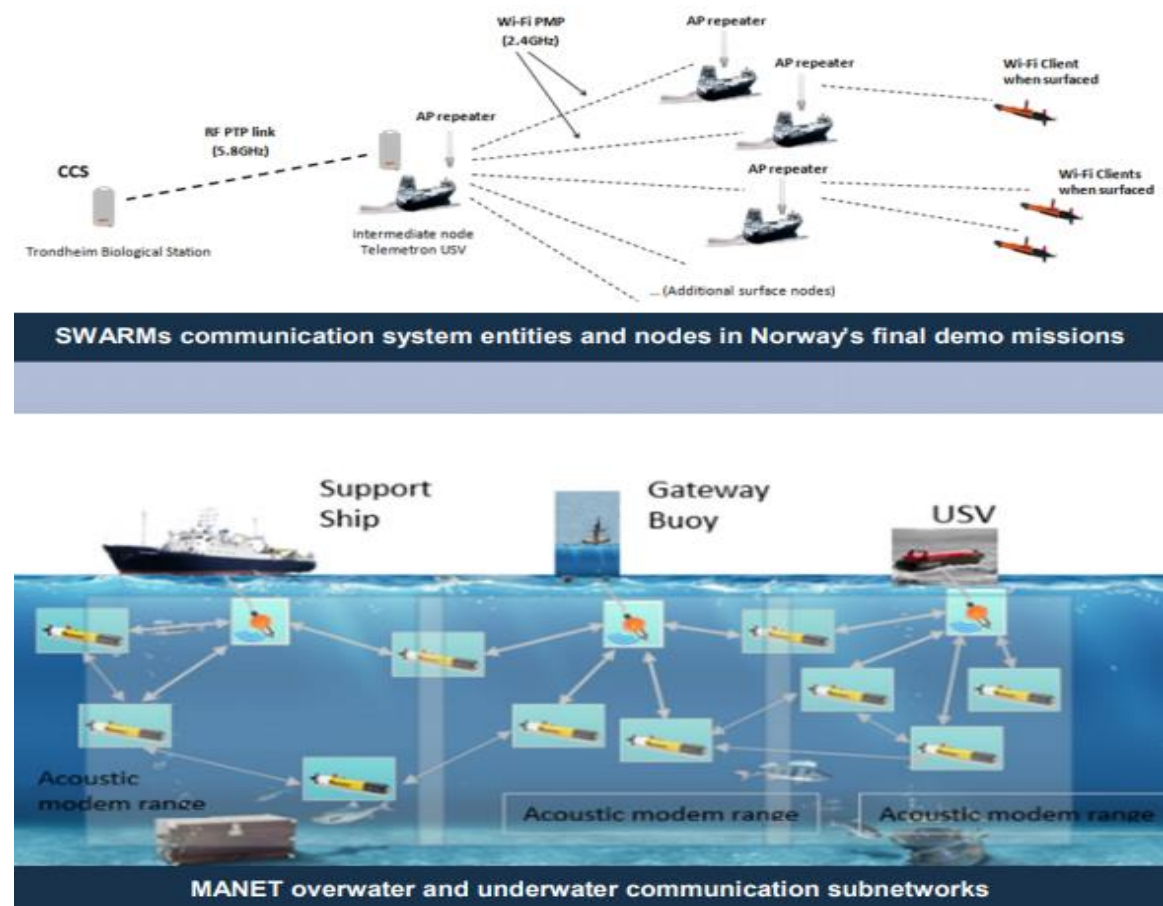 Wi-Fi PMP
(2.4GHz)
AP repeater
AP repeater
Wi-Fi Client
when surfaced
AP repeater
RF PTP link
(5.8GHz)
CCS
AP repeater
Wi-Fi Clients
when surfaced
Intermediate node
Telemetron USV
Trondheim Biological Station
... (Additional surface nodes)
SWARMs communication system entities and nodes in Norway's final demo missions
Support
Ship
Gateway
Buoy
USV
Acoustic
modem range
Acoustic modem range
Acoustic modem range
MANET overwater and underwater communication subnetworks